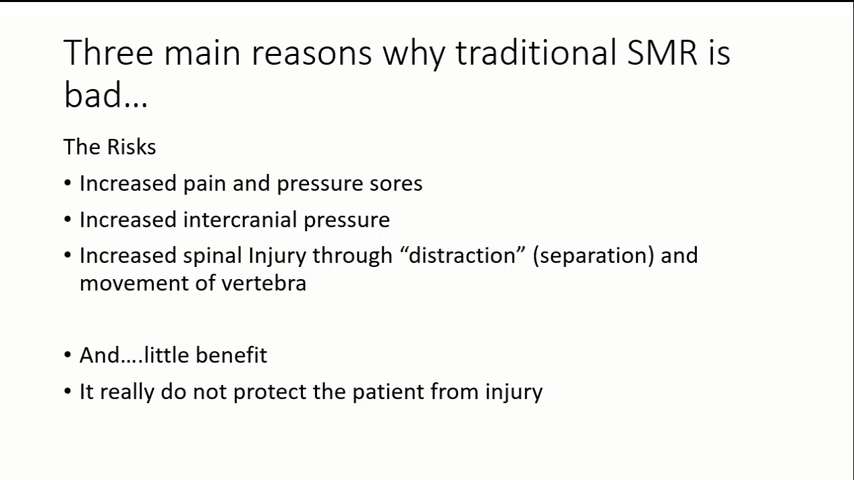 Three main reasons why traditional SMR is
bad...
The Risks
• Increased pain and pressure sores
• Increased intercranial pressure
• Increased spinal Injury through “distraction” (separation) and
movement of vertebra
• And....little benefit
• It really do not protect the patient from injury